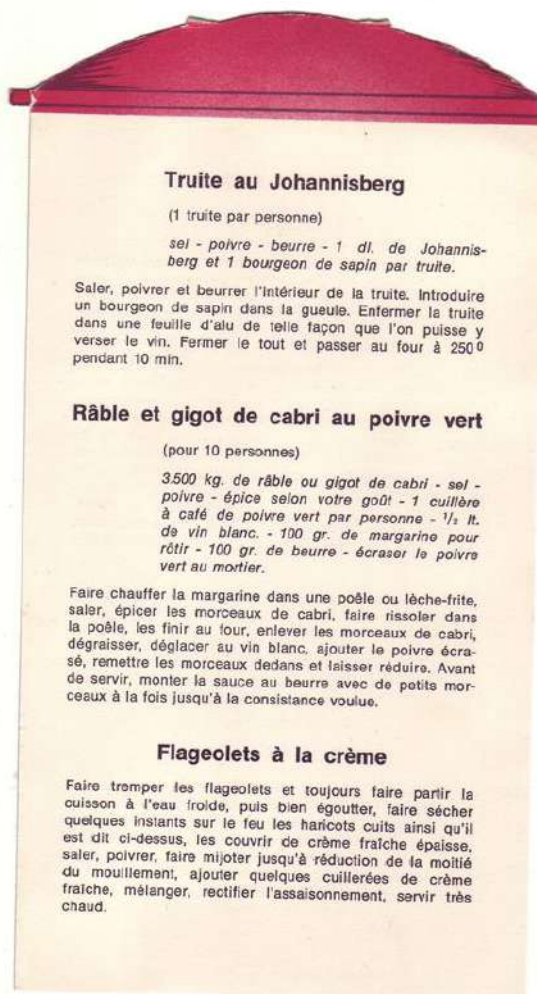 Truite au Johannisberg
(1 truite par personne)
sel - poivre - beurre - 1 dl. de Johannis-
berg et 1 bourgeon de sapin par truite.
Saler, poivrer et beurrer l'intérieur de la truite. Introduire
un bourgeon de sapin dans la gueule. Enfermer la truite
dans une feuille d'alu de telle façon que l'on puisse y
verser le vin. Fermer le tout et passer au four à 250º
pendant 10 min.
Râble et gigot de cabri au poivre vert
(pour 10 personnes)
3.500 kg. de râble ou gigot de cabri - sel -
poivre - épice selon votre goût - 1 cuillère
à café de poivre vert par personne - ½ lt.
de vin blanc. - 100 gr. de margarine pour
rôtir - 100 gr. de beurre - écraser le poivre
vert au mortier.
Faire chauffer la margarine dans une poêle ou lèche-frite,
saler, épicer les morceaux de cabri, faire rissoler dans
la poêle, les finir au four, enlever les morceaux de cabri,
dégraisser, déglacer au vin blanc, ajouter le poivre écra-
sé, remettre les morceaux dedans et laisser réduire. Avant
de servir, monter la sauce au beurre avec de petits mor-
ceaux à la fois jusqu'à la consistance voulue.
Flageolets à la crème
Faire tremper les flageolets et toujours faire partir la
cuisson à l'eau froide, puis bien égoutter, faire sécher
quelques instants sur le feu les haricots cuits ainsi qu'il
est dit ci-dessus, les couvrir de crème fraîche épaisse,
saler, poivrer, faire mijoter jusqu'à réduction de la moitié
du mouillement, ajouter quelques cuillerées de crème
fraîche, mélanger, rectifier l'assaisonnement, servir très
chaud.